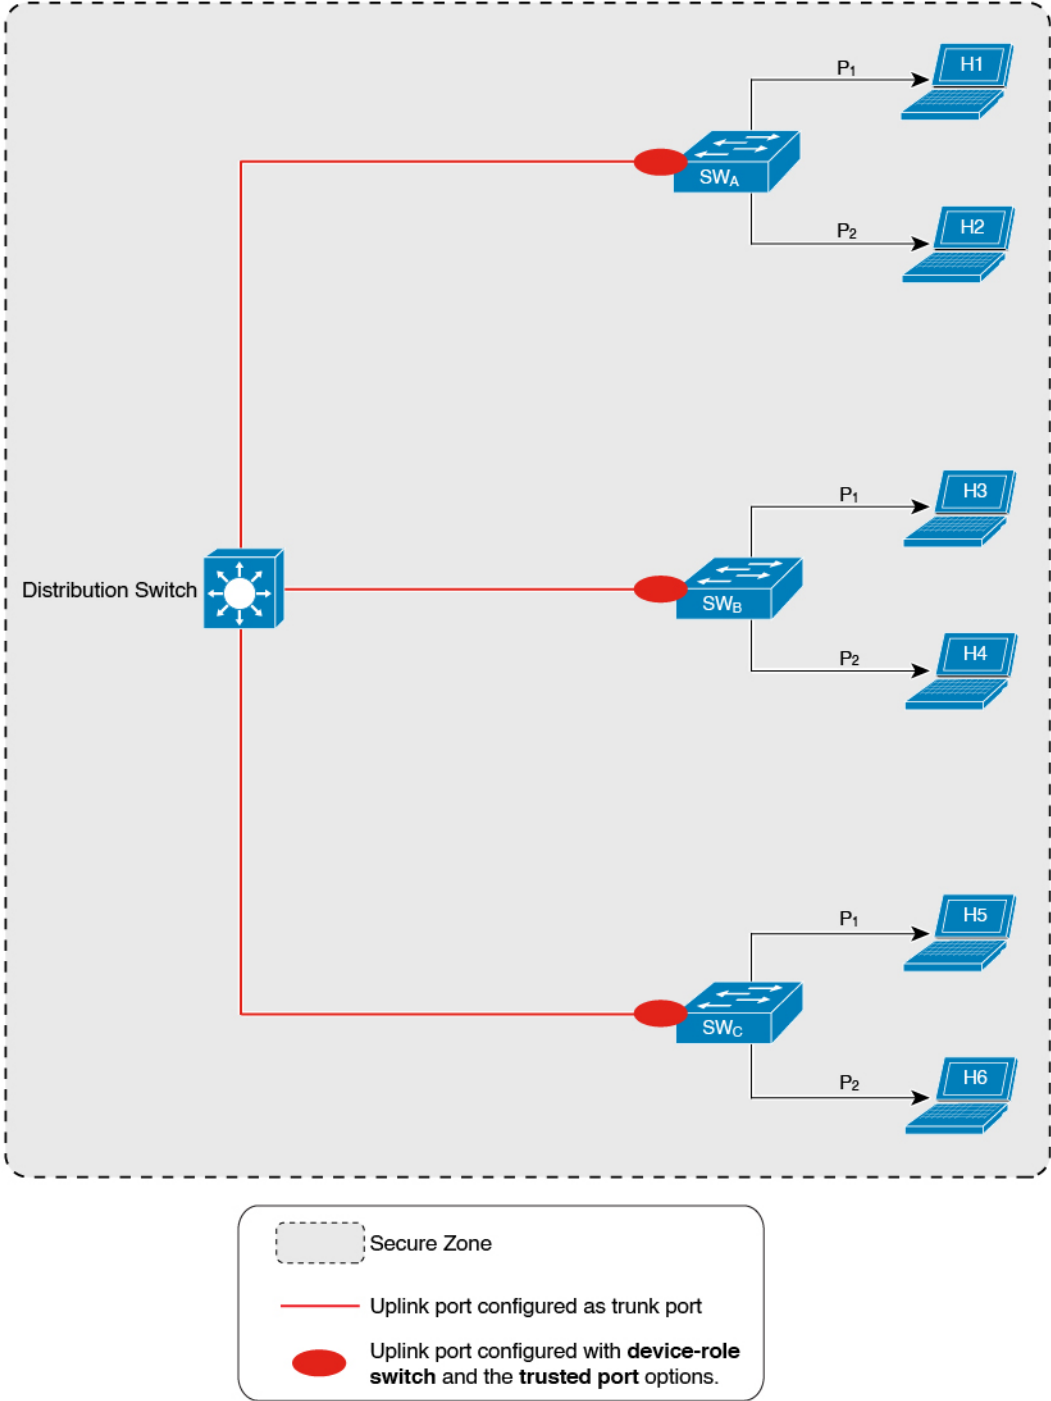 P1
H1
SWA
P2
H2
P1
H3
Distribution Switch
SWB
P2
H4
P1
H5
SWC
P2
H6
Secure Zone
Uplink port configured as trunk port
Uplink port configured with device-role
switch and the trusted port options.